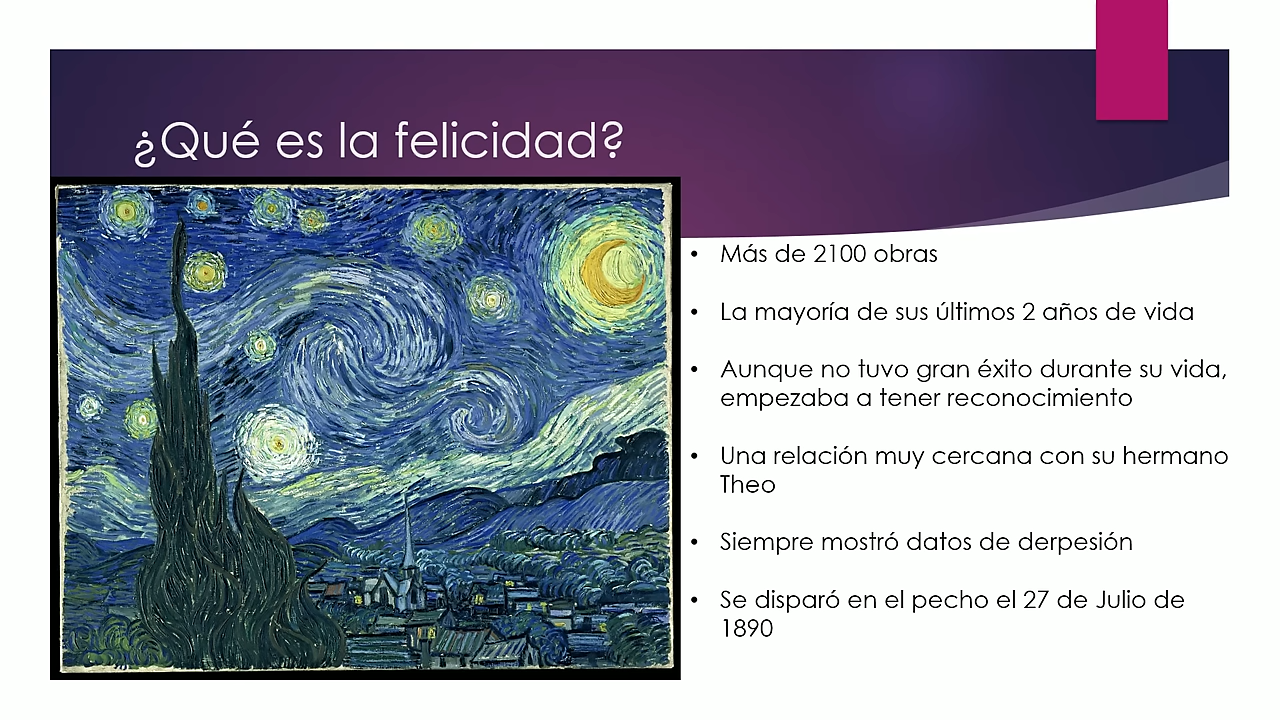 ¿Qué es la felicidad?
• Más de 2100 obras
• La mayoría de sus últimos 2 años de vida
• Aunque no tuvo gran éxito durante su vida,
empezaba a tener reconocimiento
• Una relación muy cercana con su hermano
Theo
• Siempre mostró datos de derpesión
• Se disparó en el pecho el 27 de Julio de
1890